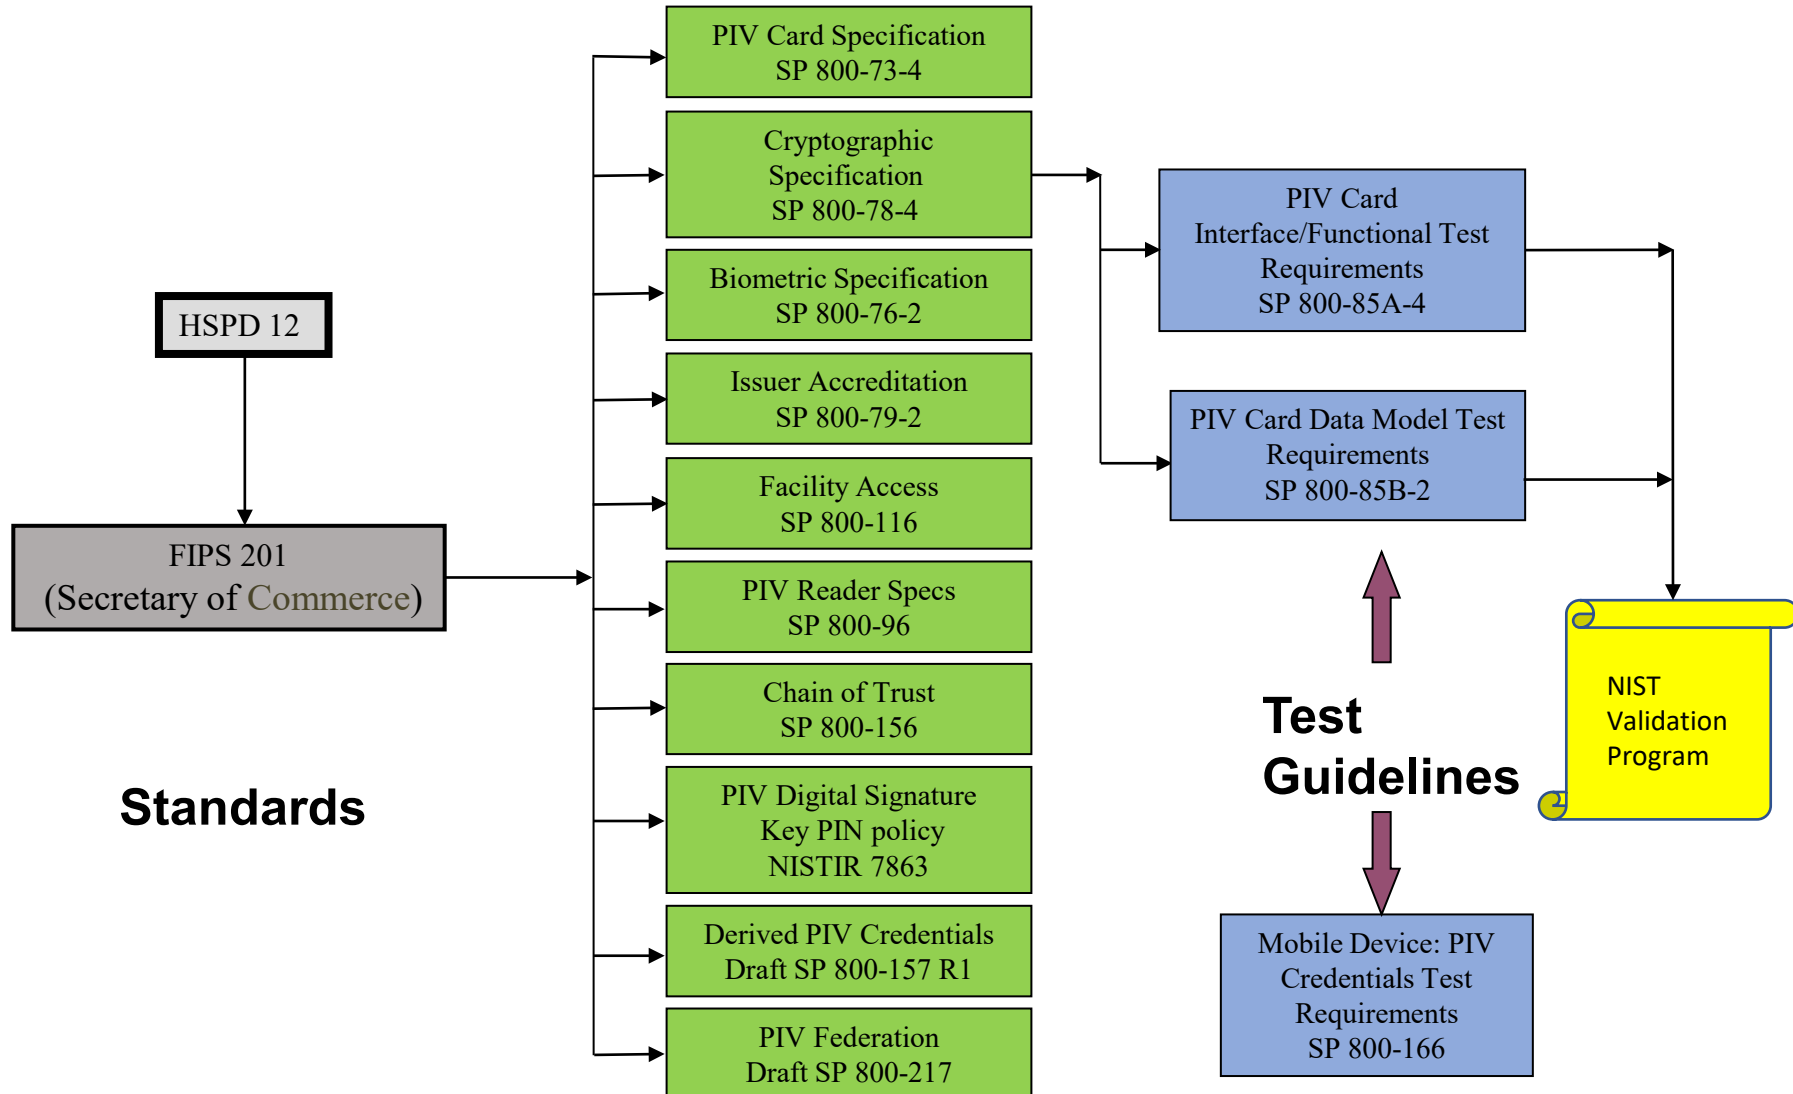 HSPD 12
FIPS 201
(Secretary of Commerce)
Standards
PIV Card Specification
SP 800-73-4
Cryptographic
Specification
SP 800-78-4
Biometric Specification
SP 800-76-2
Issuer Accreditation
SP 800-79-2
Facility Access
SP 800-116
PIV Reader Specs
SP 800-96
Chain of Trust
SP 800-156
PIV Digital Signature
Key PIN policy
NISTIR 7863
Derived PIV Credentials
Draft SP 800-157 R1
PIV Federation
Draft SP 800-217
PIV Card
Interface/Functional Test
Requirements
SP 800-85A-4
PIV Card Data Model Test
Requirements
SP 800-85B-2
Test
Guidelines
Mobile Device: PIV
Credentials Test
Requirements
SP 800-166
NIST
Validation
Program